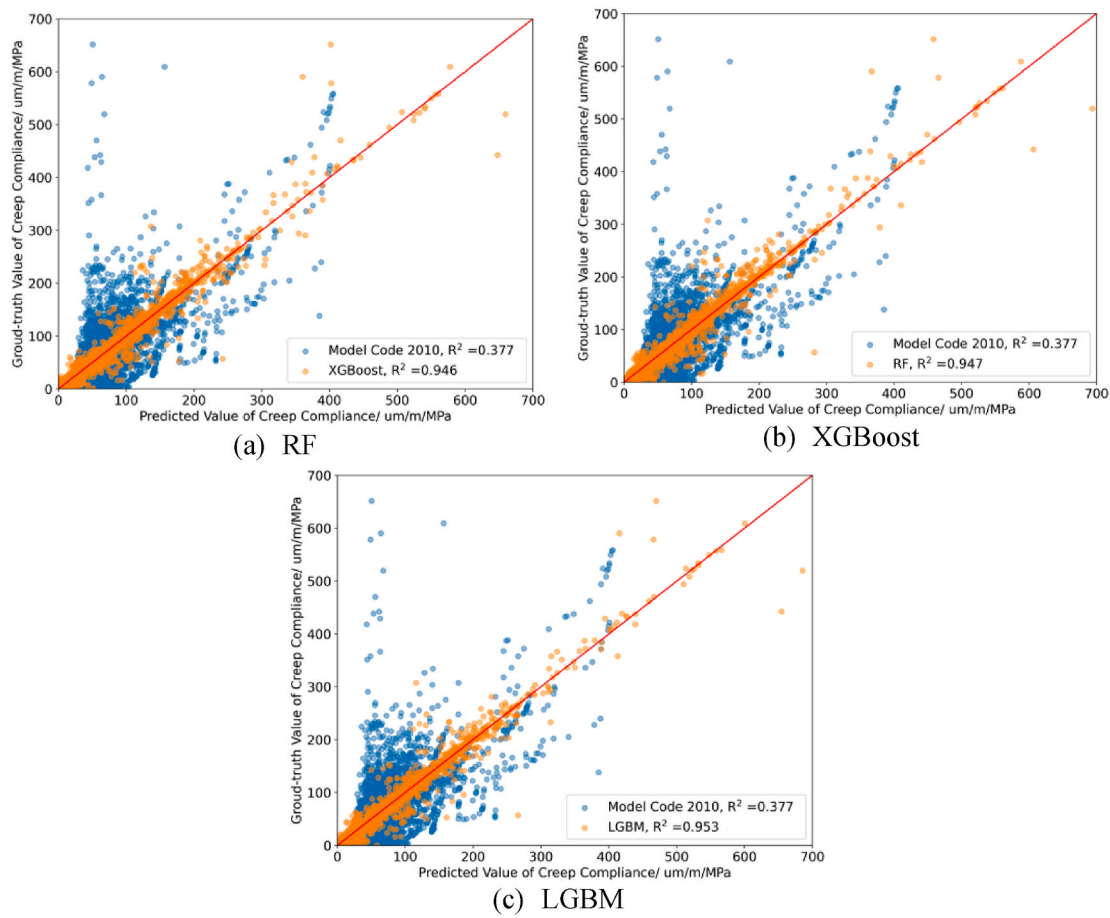 700
600
500
400
300
200
100
0
Groud-truth Value of Creep Compliance/ um/m/MPa
Model Code 2010, R² =0.377
XGBoost, R² =0.946
0 100 200 300 400 500 600 700
Predicted Value of Creep Compliance/ um/m/MPa
(a) RF
700
600
500
400
300
200
100
0
Groud-truth Value of Creep Compliance/ um/m/MPa
Model Code 2010, R² =0.377
RF, R² =0.947
0 100 200 300 400 500 600 700
Predicted Value of Creep Compliance/ um/m/MPa
(b) XGBoost
700
600
500
400
300
200
100
0
Groud-truth Value of Creep Compliance/ um/m/MPa
Model Code 2010, R² =0.377
LGBM, R² =0.953
0 100 200 300 400 500 600 700
Predicted Value of Creep Compliance/ um/m/MPa
(c) LGBM